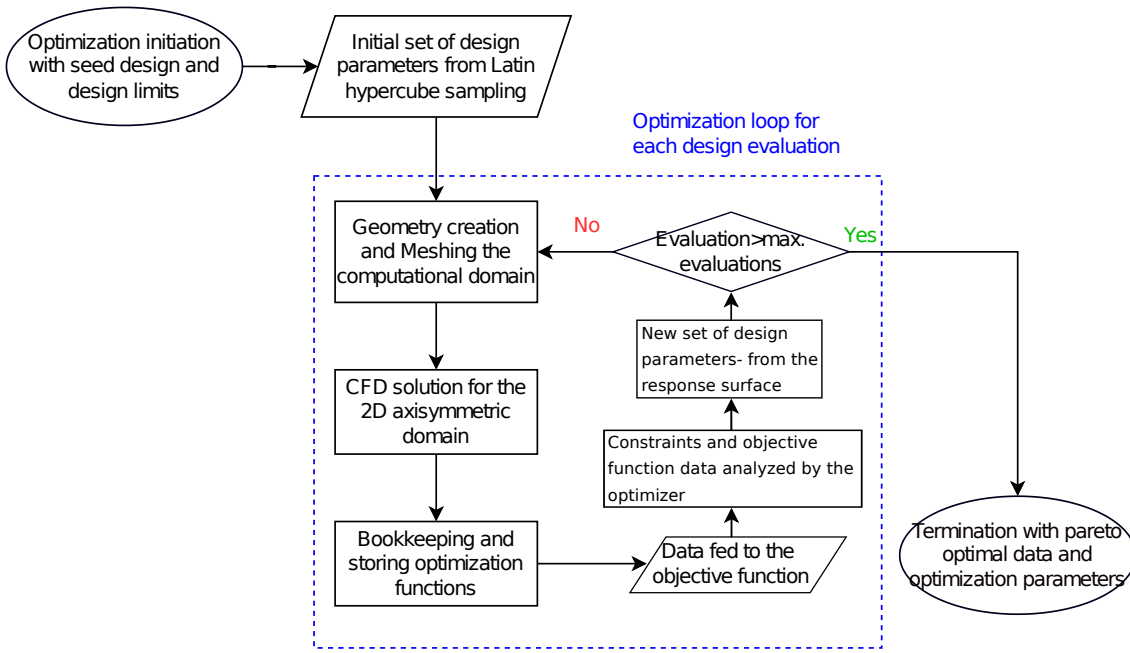 Optimization initiation
with seed design and
design limits
Initial set of design
parameters from Latin
hypercube sampling
Optimization loop for
each design evaluation
Geometry creation
and Meshing the
computational domain
No
Evaluation>max.
evaluations
Yes
CFD solution for the
2D axisymmetric
domain
New set of design
parameters- from the
response surface
Constraints and objective
function data analyzed by the
optimizer
Bookkeeping and
storing optimization
functions
Data fed to the
objective function
Termination with pareto
optimal data and
optimization parameters